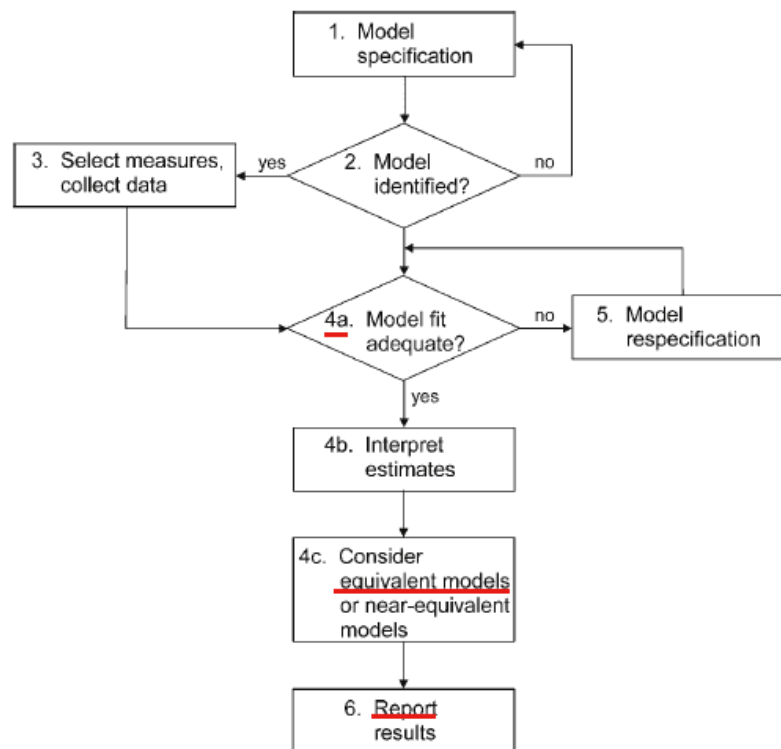 1. Model
specification
3. Select measures,
collect data
yes
2. Model
identified?
no
4a. Model fit
adequate?
no
5. Model
respecification
yes
4b. Interpret
estimates
4c. Consider
equivalent models
or near-equivalent
models
6. Report
results